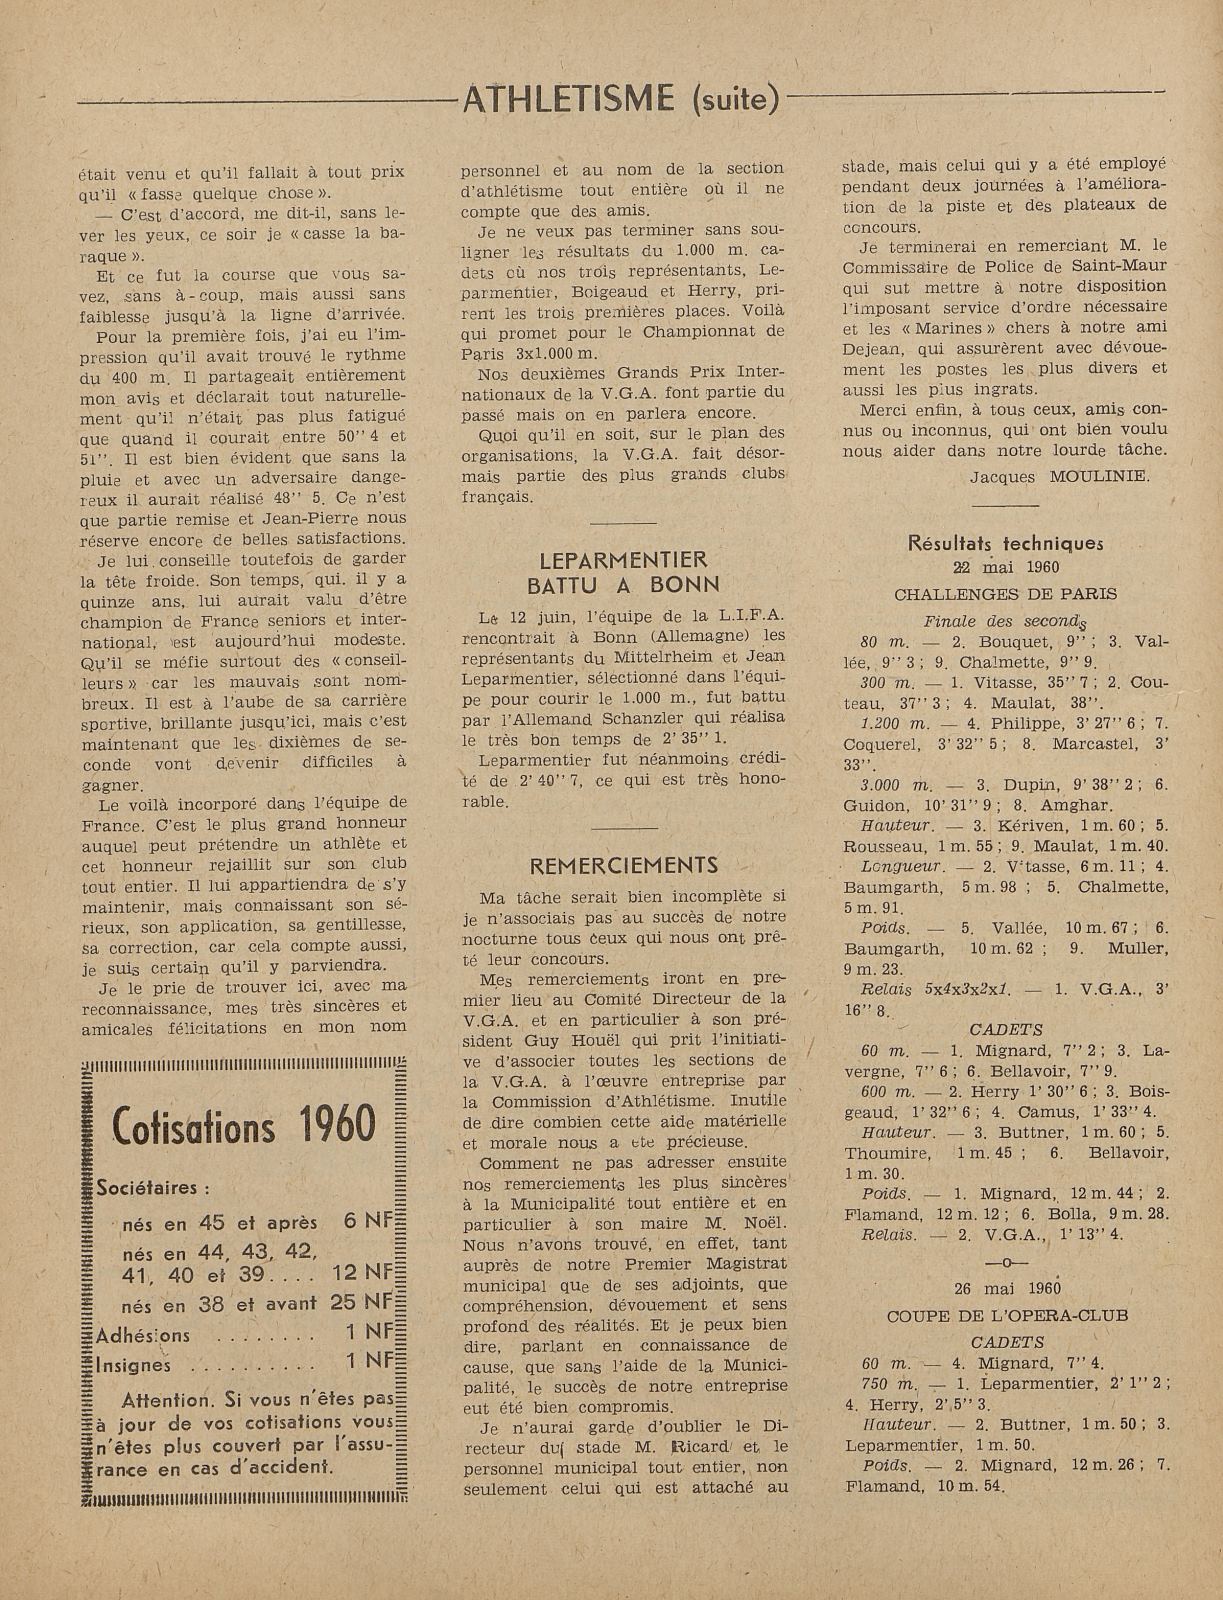 ATHLETISME (suite)
était venu et qu'il fallait à tout prix
qu'il « fasse quelque chose ».
— C'est d'accord, me dit-il, sans le-
ver les yeux, ce soir je « casse la ba-
raque ».
Et ce fut la course que vous sa-
vez, sans à-coup, mais aussi sans
faiblesse jusqu'à la ligne d'arrivée.
Pour la première fois, j'ai eu l'im-
pression qu'il avait trouvé le rythme
du 400 m. Il partageait entièrement
mon avis et déclarait tout naturelle-
ment qu'il n'était pas plus fatigué
que quand il courait entre 50'' 4 et
51''. Il est bien évident que sans la
pluie et avec un adversaire dange-
reux il aurait réalisé 48'' 5. Ce n'est
que partie remise et Jean-Pierre nous
réserve encore de belles satisfactions.
Je lui conseille toutefois de garder
la tête froide. Son temps, qui. il y a
quinze ans, lui aurait valu d'être
champion de France seniors et inter-
national, est aujourd'hui modeste.
Qu'il se méfie surtout des « conseil-
leurs » car les mauvais sont nom-
breux. Il est à l'aube de sa carrière
sportive, brillante jusqu'ici, mais c'est
maintenant que les dixièmes de se-
conde vont devenir difficiles à
gagner.
Le voilà incorporé dans l'équipe de
France. C'est le plus grand honneur
auquel peut prétendre un athlète et
cet honneur rejaillit sur son club
tout entier. Il lui appartiendra de s'y
maintenir, mais connaissant son sé-
rieux, son application, sa gentillesse,
sa correction, car cela compte aussi,
je suis certain qu'il y parviendra.
Je le prie de trouver ici, avec ma
reconnaissance, mes très sincères et
amicales félicitations en mon nom
Cotisations 1960
Sociétaires :
nés en 45 et après 6 NF
nés en 44, 43, 42,
41, 40 et 39.... 12 NF
nés en 38 et avant 25 NF
Adhésions ........ 1 NF
Insignes .......... 1 NF
Attention. Si vous n'êtes pas
à jour de vos cotisations vous
n'êtes plus couvert par l'assu-
rance en cas d'accident.
personnel et au nom de la section
d'athlétisme tout entière où il ne
compte que des amis.
Je ne veux pas terminer sans sou-
ligner les résultats du 1.000 m. ca-
dets où nos trois représentants, Le-
parmentier, Boigeaud et Herry, pri-
rent les trois premières places. Voilà
qui promet pour le Championnat de
Paris 3x1.000 m.
Nos deuxièmes Grands Prix Inter-
nationaux de la V.G.A. font partie du
passé mais on en parlera encore.
Quoi qu'il en soit, sur le plan des
organisations, la V.G.A. fait désor-
mais partie des plus grands clubs
français.
LEPARMENTIER
BATTU A BONN
Le 12 juin, l'équipe de la L.I.F.A.
rencontrait à Bonn (Allemagne) les
représentants du Mittelrheim et Jean
Leparmentier, sélectionné dans l'équi-
pe pour courir le 1.000 m., fut battu
par l'Allemand Schanzler qui réalisa
le très bon temps de 2' 35'' 1.
Leparmentier fut néanmoins crédi-
té de 2' 40'' 7, ce qui est très hono-
rable.
REMERCIEMENTS
Ma tâche serait bien incomplète si
je n'associais pas au succès de notre
nocturne tous ceux qui nous ont prê-
té leur concours.
Mes remerciements iront en pre-
mier lieu au Comité Directeur de la
V.G.A. et en particulier à son pré-
sident Guy Houël qui prit l'initiati-
ve d'associer toutes les sections de
la V.G.A. à l'œuvre entreprise par
la Commission d'Athlétisme. Inutile
de dire combien cette aide matérielle
et morale nous a ete précieuse.
Comment ne pas adresser ensuite
nos remerciements les plus sincères
à la Municipalité tout entière et en
particulier à son maire M. Noël.
Nous n'avons trouvé, en effet, tant
auprès de notre Premier Magistrat
municipal que de ses adjoints, que
compréhension, dévouement et sens
profond des réalités. Et je peux bien
dire, parlant en connaissance de
cause, que sans l'aide de la Munici-
palité, le succès de notre entreprise
eut été bien compromis.
Je n'aurai garde d'oublier le Di-
recteur du stade M. Ricard et le
personnel municipal tout entier, non
seulement celui qui est attaché au
stade, mais celui qui y a été employé
pendant deux journées à l'améliora-
tion de la piste et des plateaux de
concours.
Je terminerai en remerciant M. le
Commissaire de Police de Saint-Maur
qui sut mettre à notre disposition
l'imposant service d'ordre nécessaire
et les « Marines » chers à notre ami
Dejean, qui assurèrent avec dévoue-
ment les postes les plus divers et
aussi les plus ingrats.
Merci enfin, à tous ceux, amis con-
nus ou inconnus, qui ont bien voulu
nous aider dans notre lourde tâche.
Jacques MOULINIE.
Résultats techniques
22 mai 1960
CHALLENGES DE PARIS
Finale des seconds
80 m. — 2. Bouquet, 9'' ; 3. Val-
lée, 9'' 3 ; 9. Chalmette, 9'' 9.
300 m. — 1. Vitasse, 35'' 7 ; 2. Cou-
teau, 37'' 3 ; 4. Maulat, 38''.
1.200 m. — 4. Philippe, 3' 27'' 6 ; 7.
Coquerel, 3' 32'' 5 ; 8. Marcastel, 3'
33''.
3.000 m. — 3. Dupin, 9' 38'' 2 ; 6.
Guidon, 10' 31'' 9 ; 8. Amghar.
Hauteur. — 3. Kériven, 1 m. 60 ; 5.
Rousseau, 1 m. 55 ; 9. Maulat, 1 m. 40.
Longueur. — 2. Vitasse, 6 m. 11 ; 4.
Baumgarth, 5 m. 98 ; 5. Chalmette,
5 m. 91.
Poids. — 5. Vallée, 10 m. 67 ; 6.
Baumgarth, 10 m. 62 ; 9. Muller,
9 m. 23.
Relais 5x4x3x2x1. — 1. V.G.A., 3'
16'' 8.
CADETS
60 m. — 1. Mignard, 7'' 2 ; 3. La-
vergne, 7'' 6 ; 6. Bellavoir, 7'' 9.
600 m. — 2. Herry 1' 30'' 6 ; 3. Bois-
geaud, 1' 32'' 6 ; 4. Camus, 1' 33'' 4.
Hauteur. — 3. Buttner, 1 m. 60 ; 5.
Thoumire, 1 m. 45 ; 6. Bellavoir,
1 m. 30.
Poids. — 1. Mignard, 12 m. 44 ; 2.
Flamand, 12 m. 12 ; 6. Bolla, 9 m. 28.
Relais. — 2. V.G.A., 1' 13'' 4.
—o—
26 mai 1960
COUPE DE L'OPERA-CLUB
CADETS
60 m. — 4. Mignard, 7'' 4.
750 m. — 1. Leparmentier, 2' 1'' 2 ;
4. Herry, 2' 5'' 3.
Hauteur. — 2. Buttner, 1 m. 50 ; 3.
Leparmentier, 1 m. 50.
Poids. — 2. Mignard, 12 m. 26 ; 7.
Flamand, 10 m. 54.